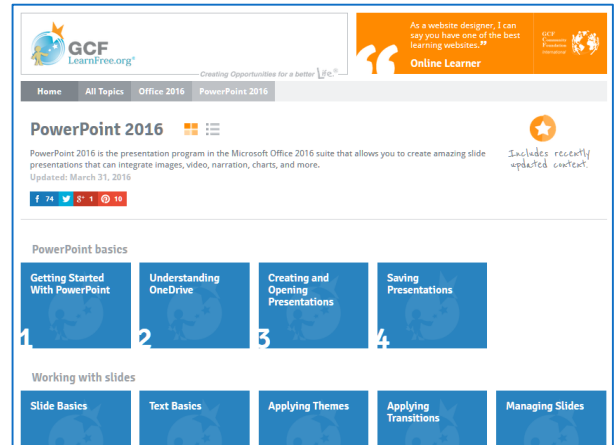 GCF
LearnFree.org®
Creating Opportunities for a better life.®
As a website designer, I can
say you have one of the best
learning websites.”
Online Learner
GCF
Community
Foundation
International
Home All Topics Office 2016 PowerPoint 2016
PowerPoint 2016
Includes recently
updated content.
PowerPoint 2016 is the presentation program in the Microsoft Office 2016 suite that allows you to create amazing slide
presentations that can integrate images, video, narration, charts, and more.
Updated: March 31, 2016
f 74 g+ 1 10
PowerPoint basics
Getting Started
With PowerPoint
1
Understanding
OneDrive
2
Creating and
Opening
Presentations
3
Saving
Presentations
4
Working with slides
Slide Basics
Text Basics
Applying Themes
Applying
Transitions
Managing Slides